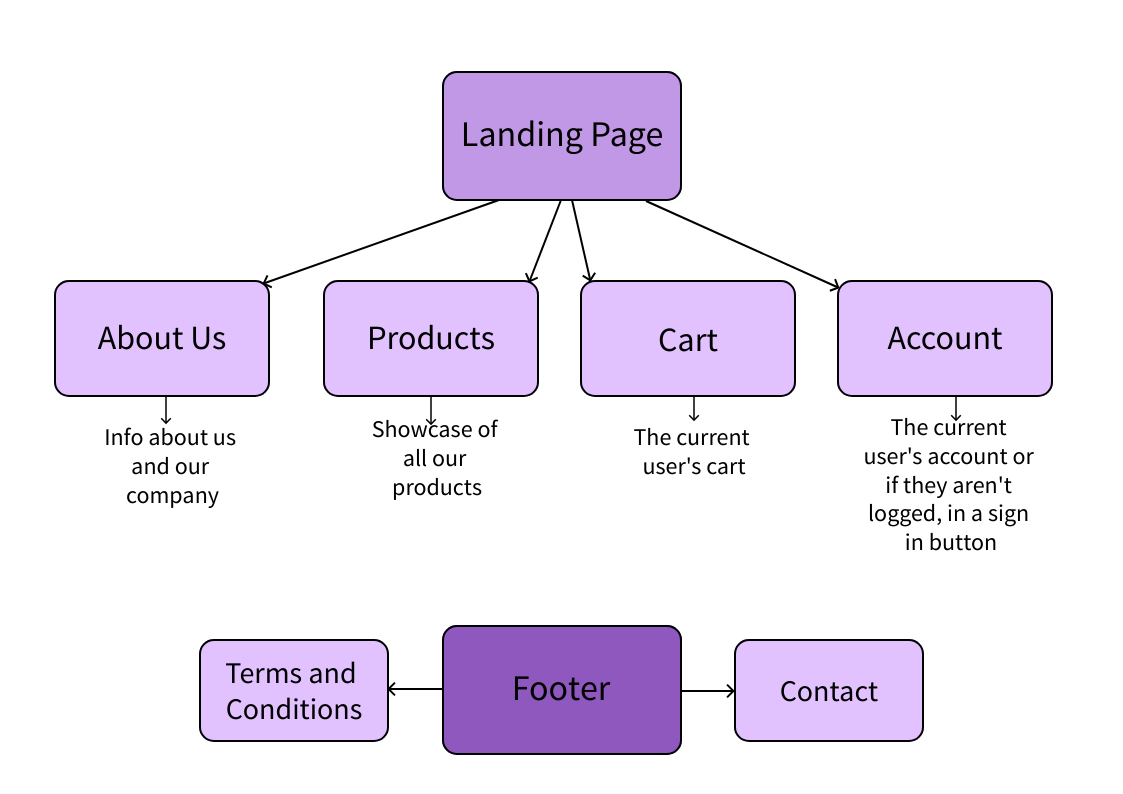 Landing Page
About Us
Products
Cart
Account
Info about us
and our
company
Showcase of
all our
products
The current
user's cart
The current
user's account or
if they aren't
logged, in a sign
in button
Terms and
Conditions
Footer
Contact